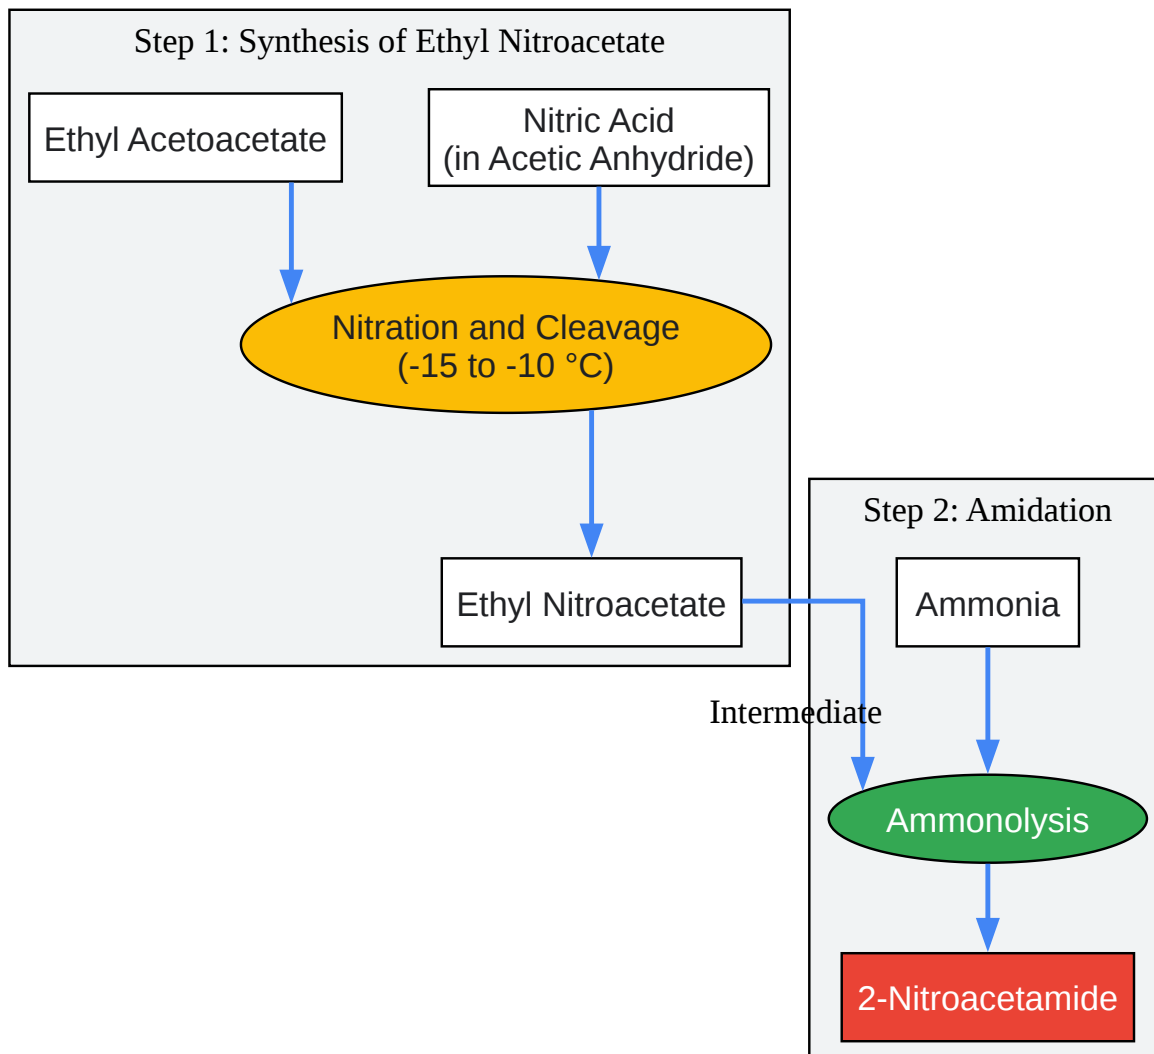 Step 1: Synthesis of Ethyl Nitroacetate
Ethyl Acetoacetate
Nitric Acid
(in Acetic Anhydride)
Nitration and Cleavage
(-15 to -10 °C)
Ethyl Nitroacetate
Intermediate
Step 2: Amidation
Ammonia
Ammonolysis
2-Nitroacetamide